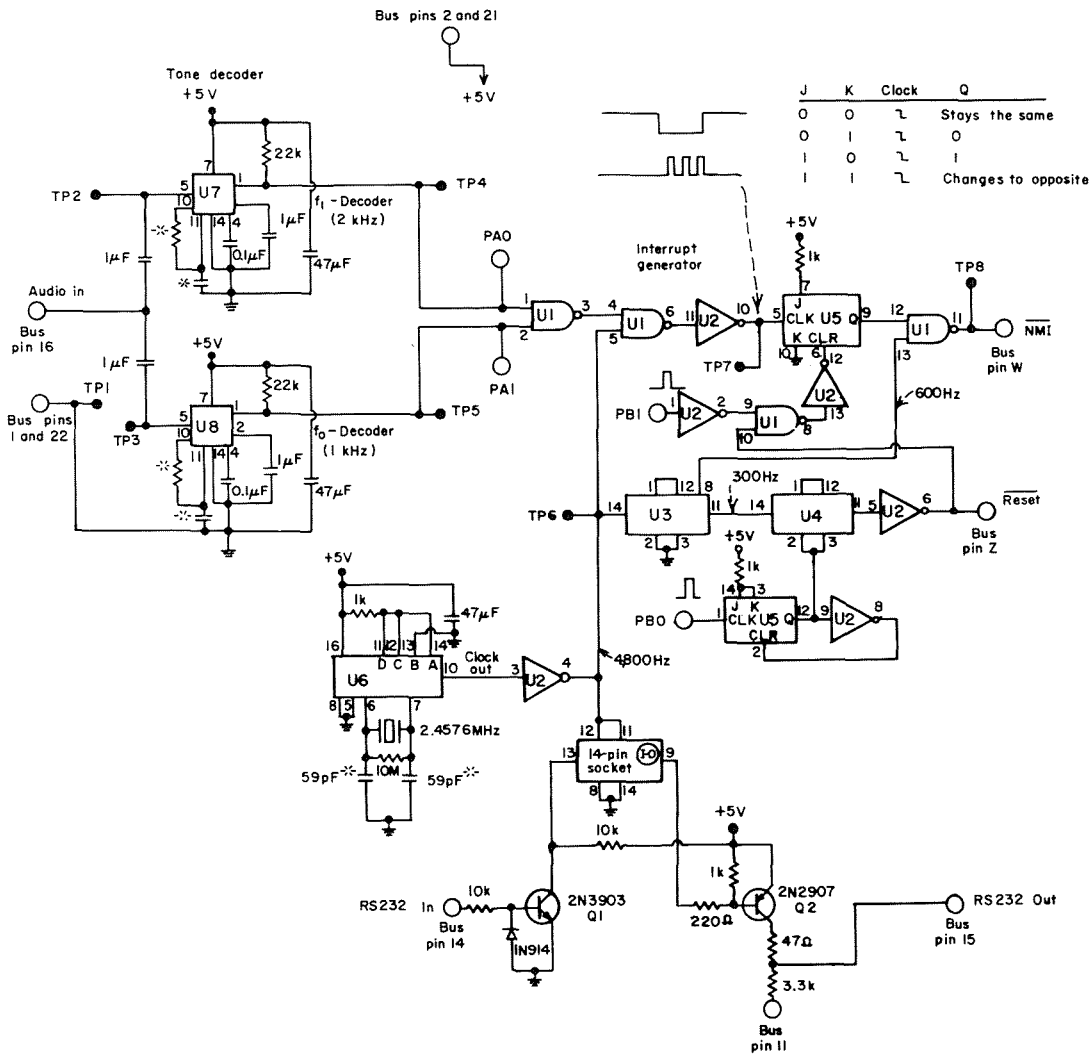 Bus pins 2 and 21
+5V
Tone decoder
+5V
J K Clock Q
0 0 Stays the same
0 1 0
1 0 1
1 1 Changes to opposite
7
22k
TP2
5
10
U7
1
11
14
4
f₁-Decoder
(2 kHz)
TP4
1μF
0.1μF
1μF
47μF
*
*
Audio in
Bus
pin 16
PA0
1
2
U1
3
Interrupt
generator
4
5
U1
6
11
U2
10
TP7
+5V
1k
7
J
5
CLK
U5
Q
9
K
CLR
10
6
12
U2
13
12
13
U1
11
TP8
NMI
Bus
pin W
600Hz
PB1
1
U2
2
9
10
U1
8
1μF
TP1
Bus pins
1 and 22
TP3
+5V
7
22k
5
10
U8
1
2
11
14
4
f₀-Decoder
(1 kHz)
TP5
PA1
1μF
0.1μF
47μF
*
*
TP6
14
1
12
8
U3
11
2
3
300Hz
14
1
12
U4
2
3
5
U2
6
Reset
Bus
pin Z
+5V
1k
14
3
J
K
PB0
1
CLK
U5
Q
CLR
2
12
9
U2
8
+5V
1k
47μF
16
11
12
13
14
D
C
B
A
10
Clock
out
U6
8
5
6
7
3
U2
4
4800Hz
2.4576MHz
10M
59pF*
59pF*
12
11
13
14-pin
socket
I-O
9
8
14
10k
+5V
1k
2N2907
Q2
220Ω
RS232 In
Bus
pin 14
10k
2N3903
Q1
1N914
47Ω
3.3k
RS232 Out
Bus
pin 15
Bus
pin 11